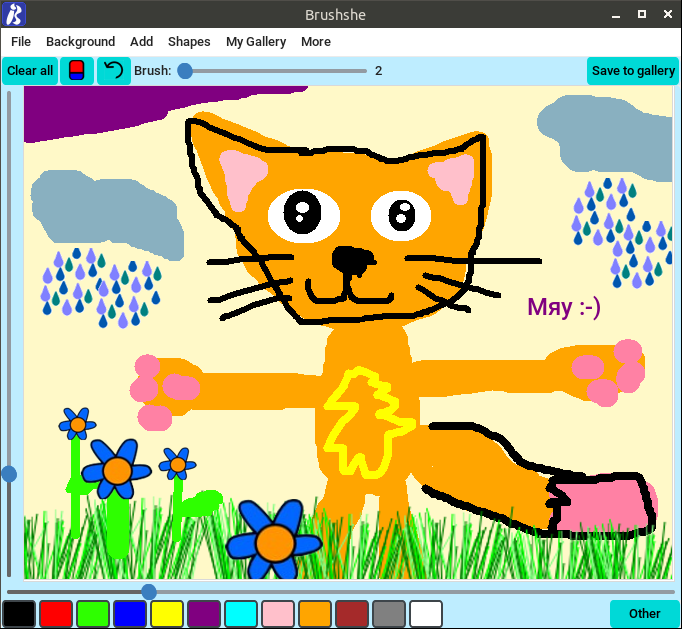 Brushshe
File Background Add Shapes My Gallery More
Clear all Brush: 2 Save to gallery
Мяу :-)
Other